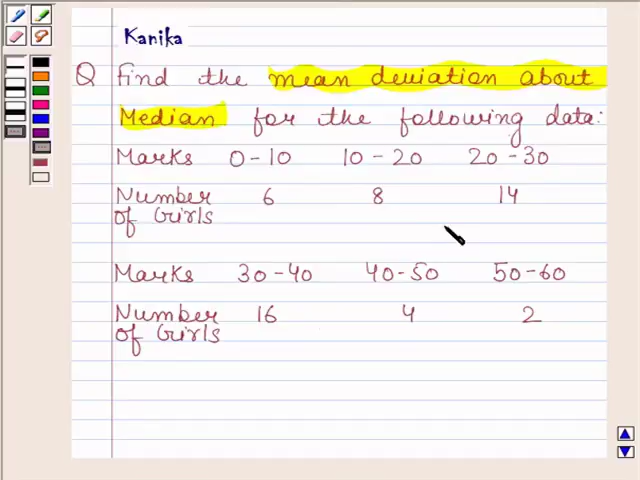 Kanika
Q Find the mean deviation about
Median for the following data:
Marks 0-10 10-20 20-30
Number of Girls 6 8 14
Marks 30-40 40-50 50-60
Number of Girls 16 4 2